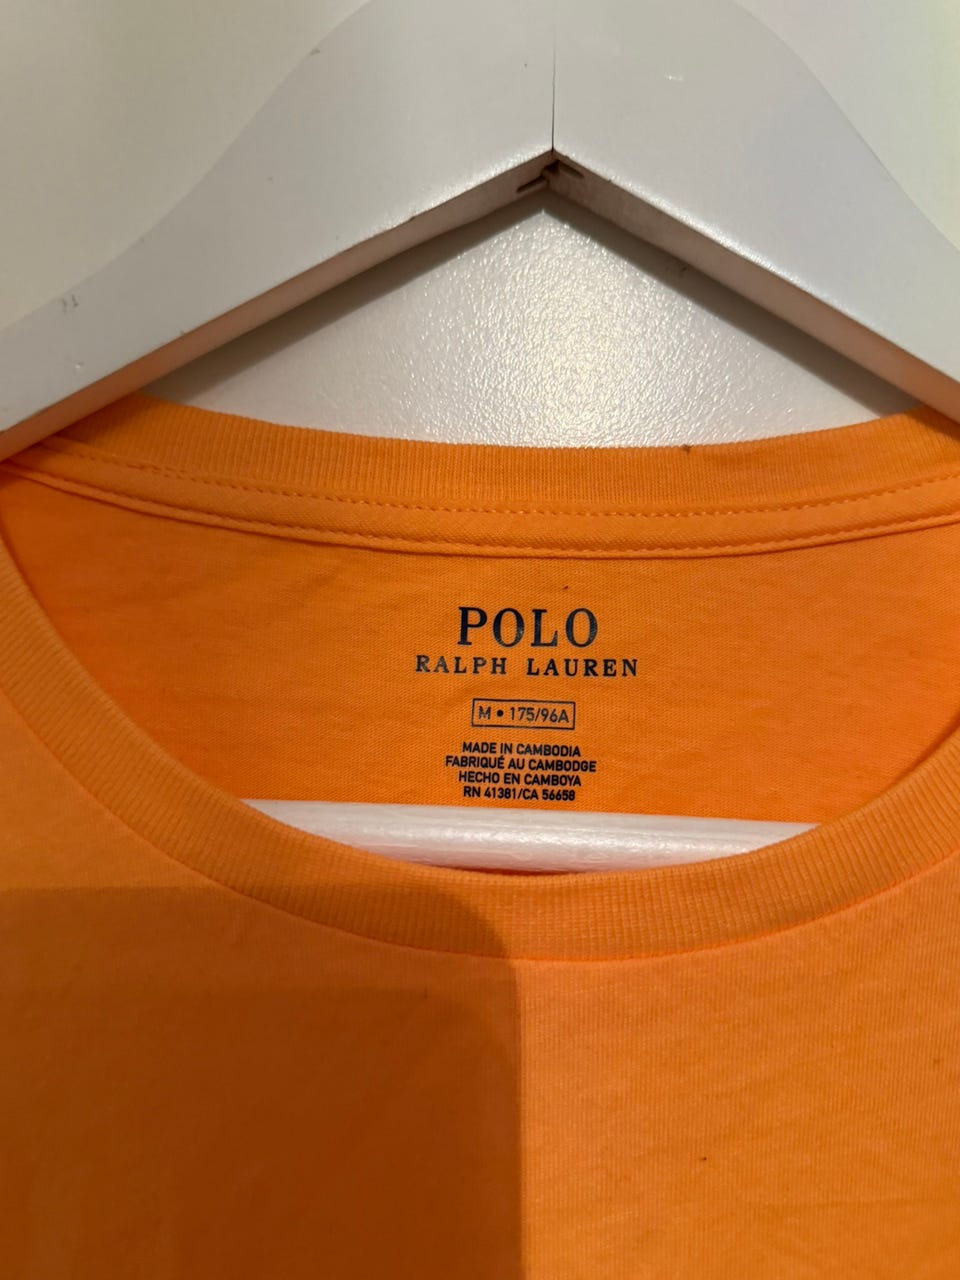 POLO
RALPH LAUREN
M • 175/96A
MADE IN CAMBODIA
FABRIQUÉ AU CAMBODGE
HECHO EN CAMBOYA
RN 41381/CA 56658